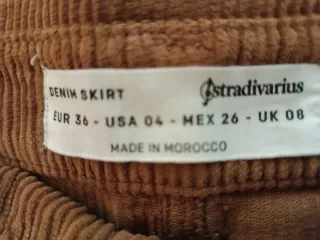 DENIM SKIRT stradivarius
EUR 36 - USA 04 - MEX 26 - UK 08
MADE IN MOROCCO